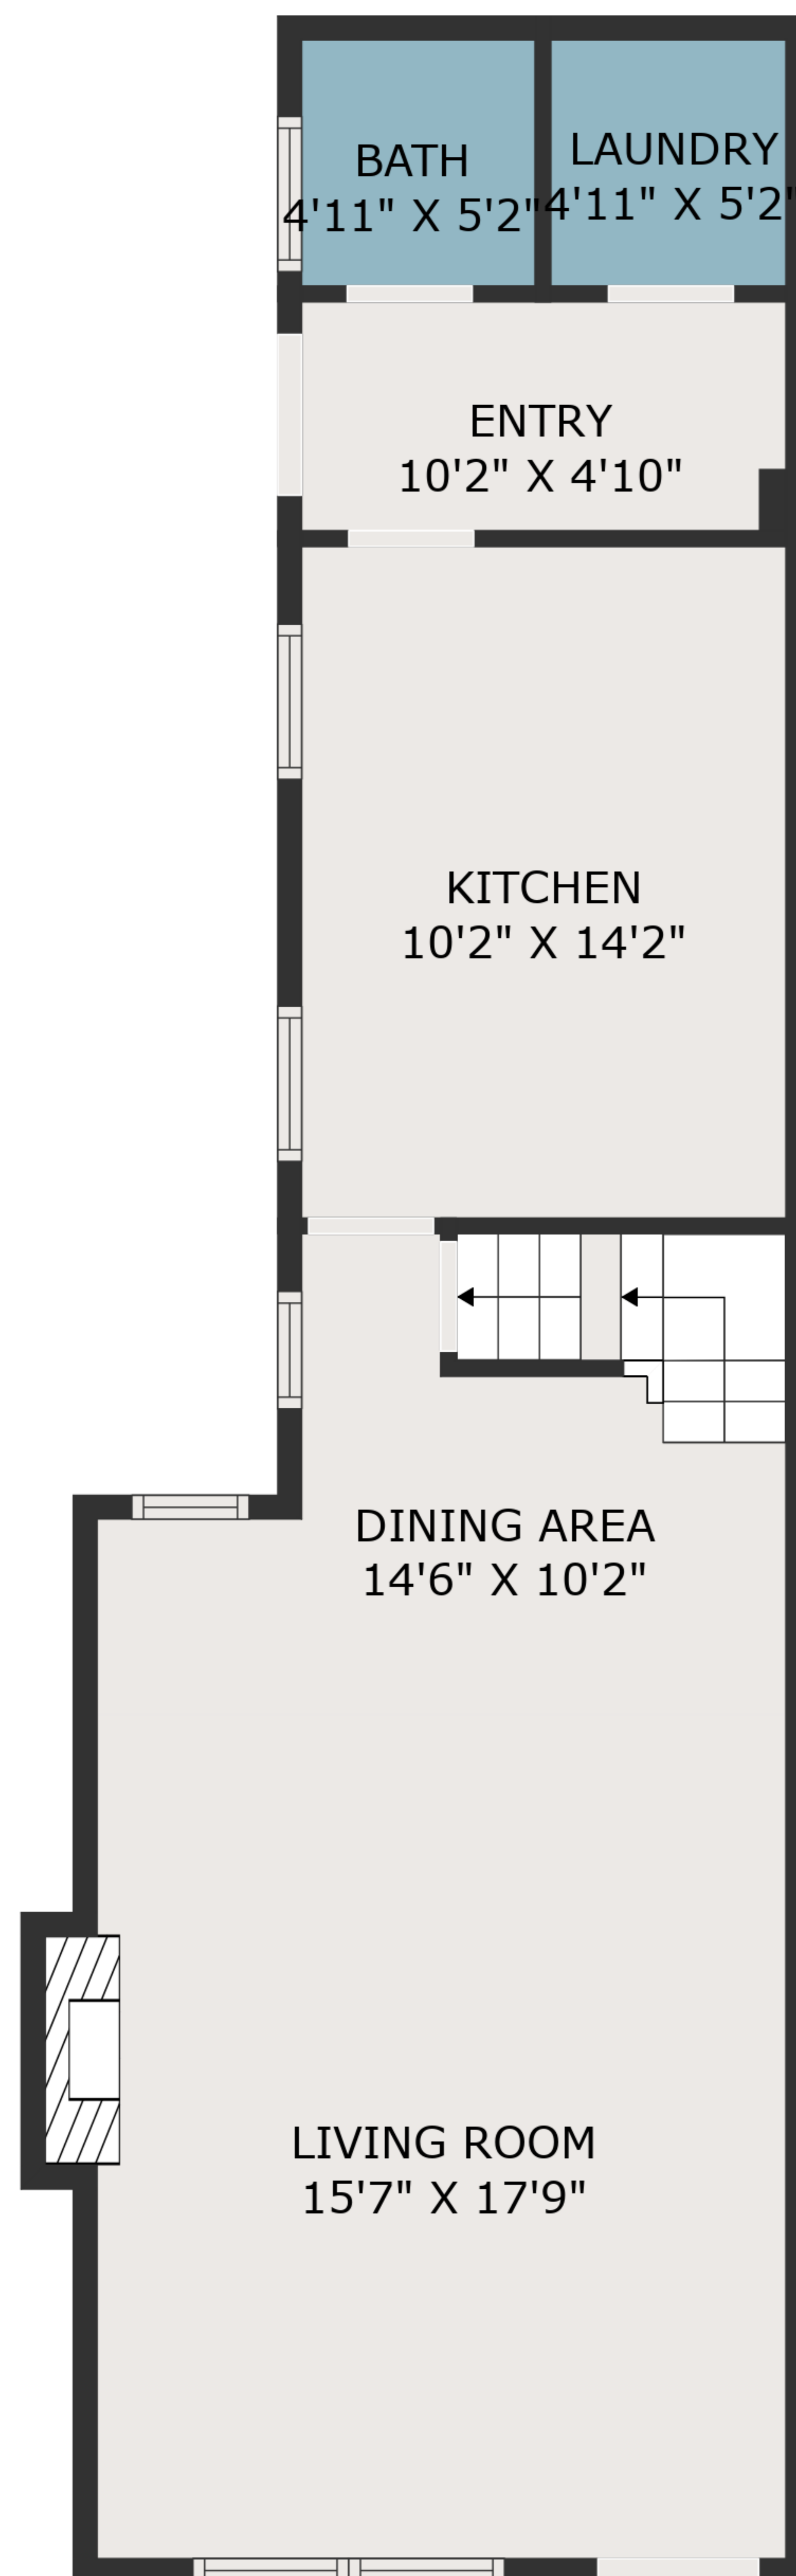 BATH
4'11" X 5'2"
LAUNDRY
4'11" X 5'2"
ENTRY
10'2" X 4'10"
KITCHEN
10'2" X 14'2"
DINING AREA
14'6" X 10'2"
LIVING ROOM
15'7" X 17'9"